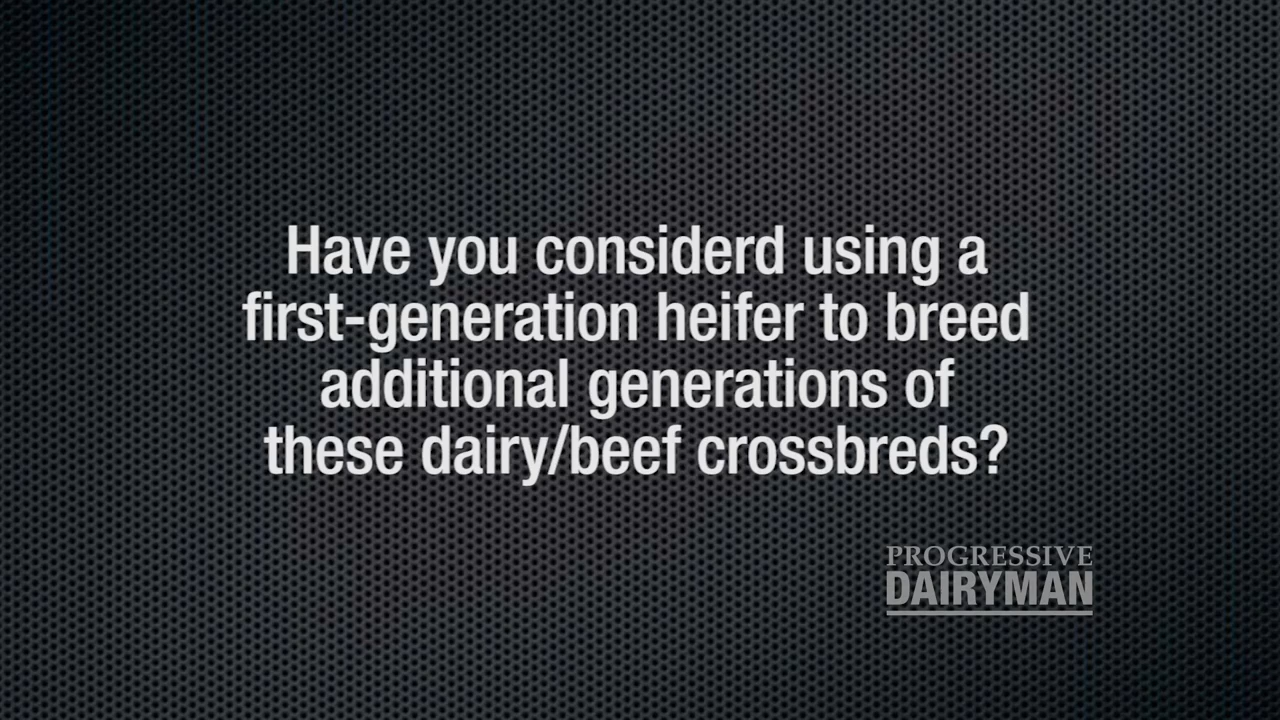 Have you considerd using a
first-generation heifer to breed
additional generations of
these dairy/beef crossbreds?
PROGRESSIVE
DAIRYMAN